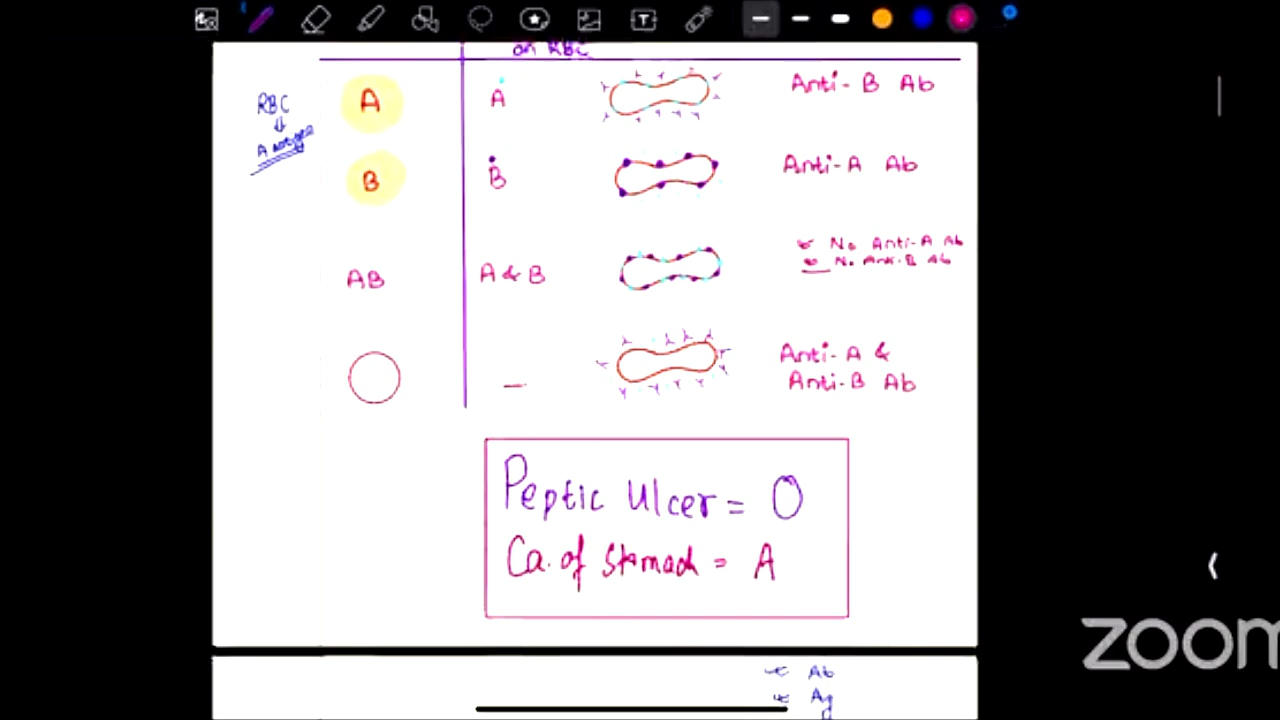 on RBC
RBC
A antigen
A
A
Anti-B Ab
B
B
Anti-A Ab
AB
A & B
No Anti-A Ab
No Anti-B Ab
O
—
Anti-A &
Anti-B Ab
Peptic Ulcer = O
Ca. of Stomach = A
Ab
Ag
zoom